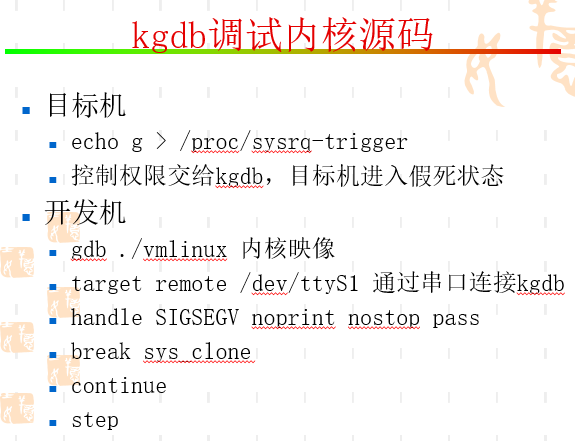 kgdb调试内核源码
目标机
echo g > /proc/sysrq-trigger
控制权限交给kgdb，目标机进入假死状态
开发机
gdb ./vmlinux 内核映像
target remote /dev/ttyS1 通过串口连接kgdb
handle SIGSEGV noprint nostop pass
break sys_clone
continue
step